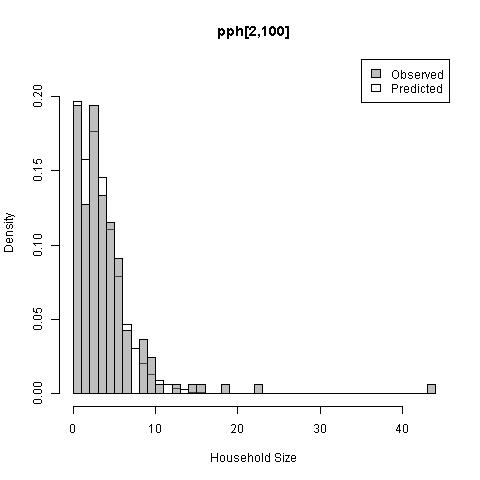 pph[2,100]
Observed
Predicted
0.20
0.15
0.10
0.05
0.00
Density
0 10 20 30 40
Household Size